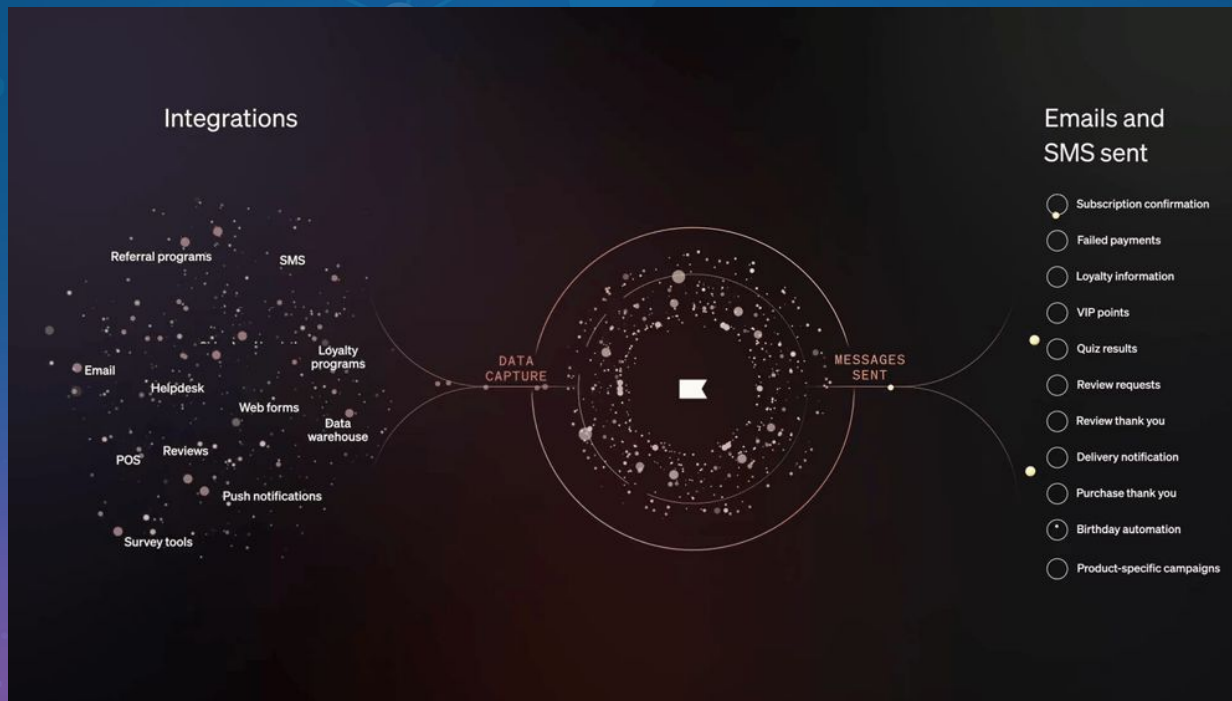 Integrations
Referral programs
SMS
Loyalty
programs
Email
Helpdesk
Web forms
Data
warehouse
POS
Reviews
Push notifications
Survey tools
DATA
CAPTURE
MESSAGES
SENT
Emails and
SMS sent
Subscription confirmation
Failed payments
Loyalty information
VIP points
Quiz results
Review requests
Review thank you
Delivery notification
Purchase thank you
Birthday automation
Product-specific campaigns